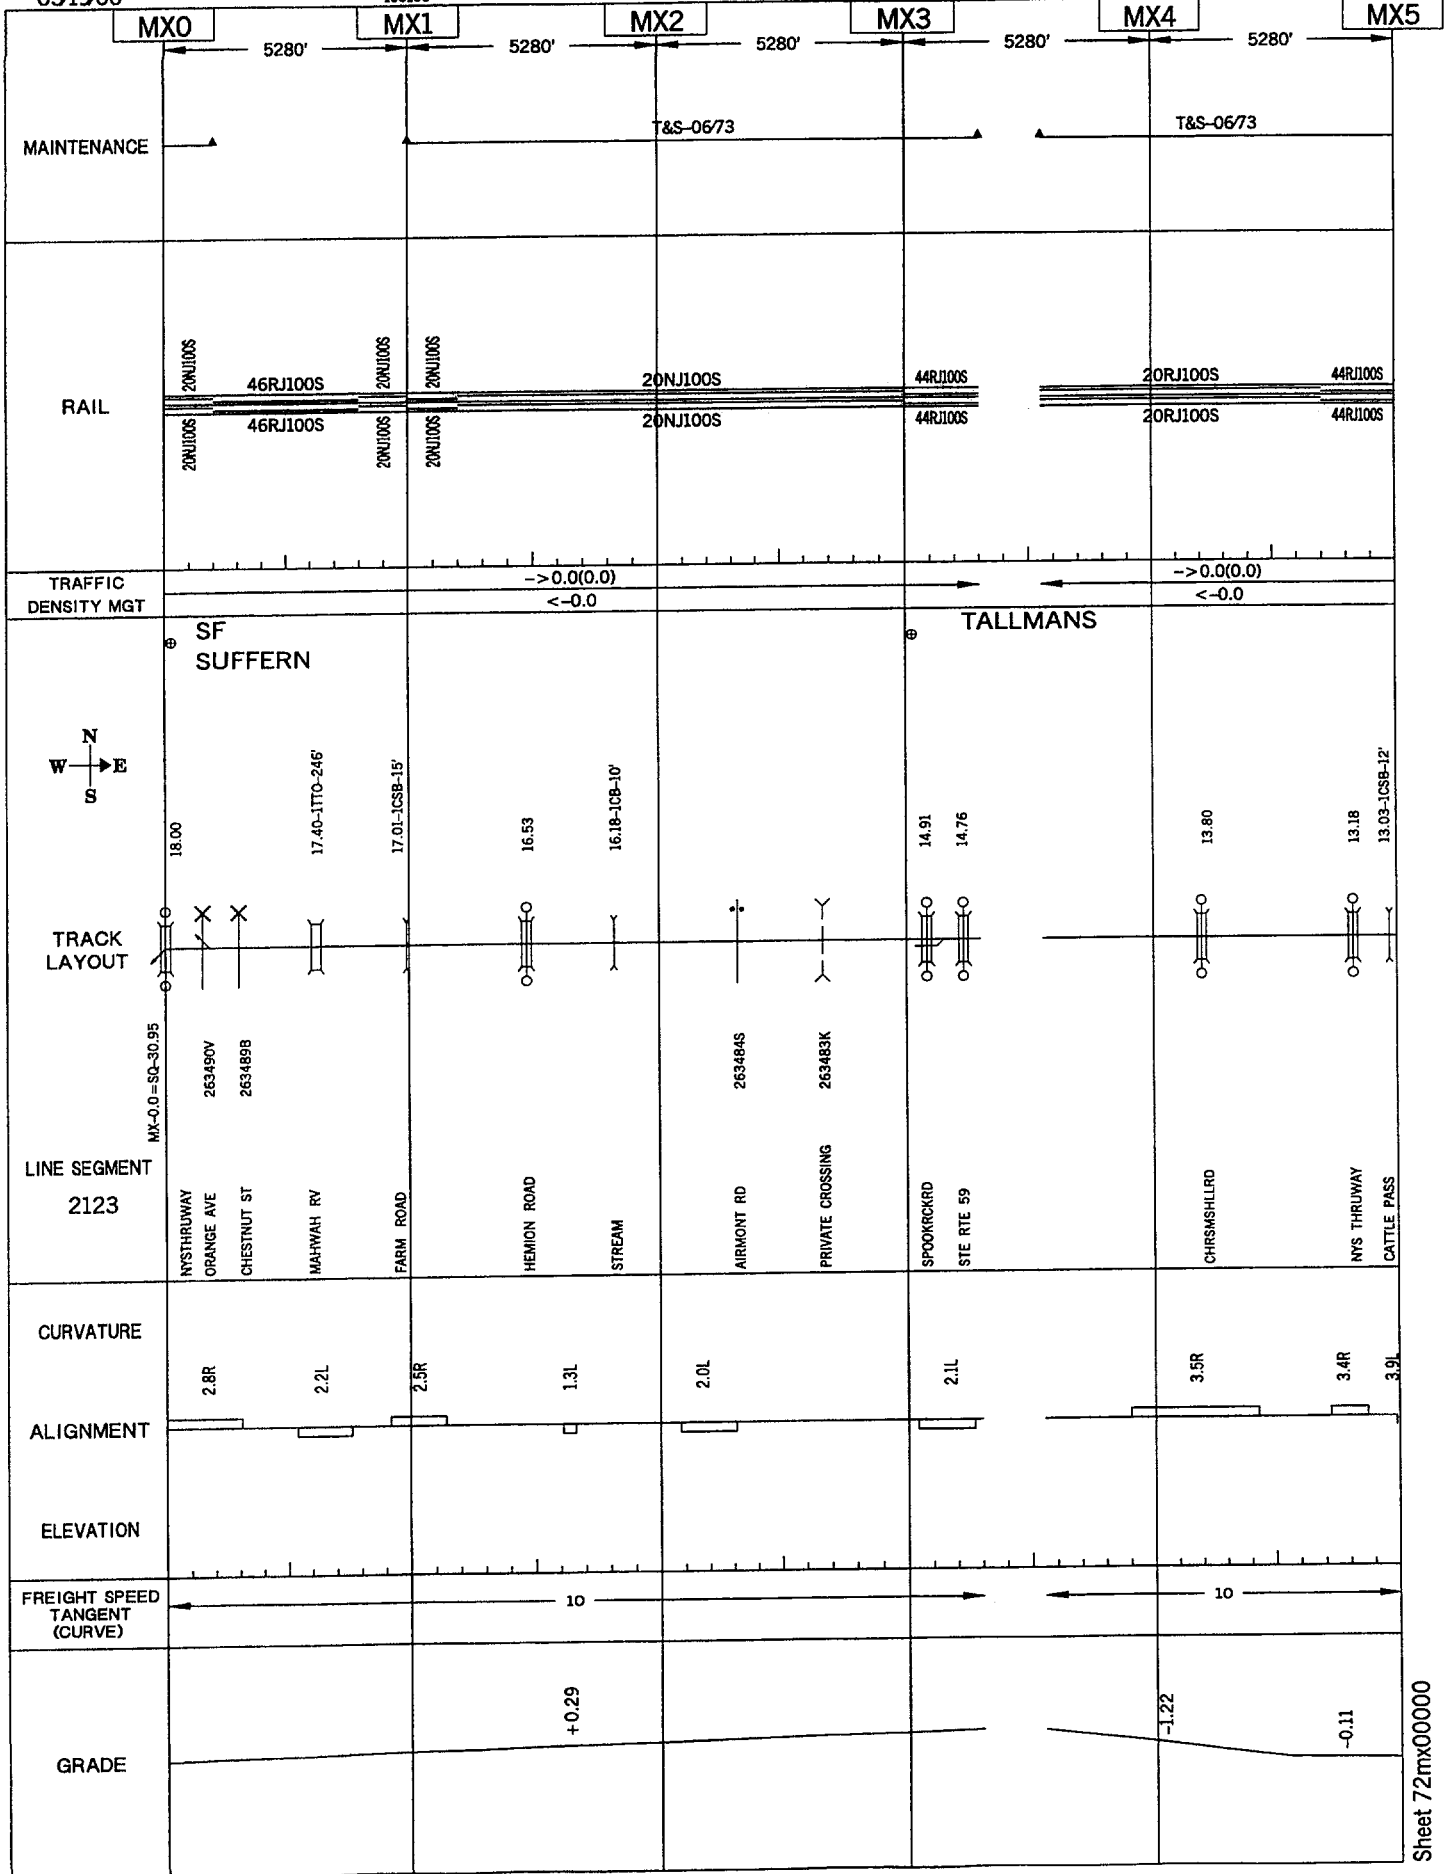 MX0 MX1 MX2 MX3 MX4 MX5
5280' 5280' 5280' 5280' 5280'
MAINTENANCE
T&S-06/73 T&S-06/73
RAIL
20NJ100S 46RJ100S 20NJ100S 20NJ100S 20NJ100S 44RJ100S 20RJ100S 44RJ100S
20NJ100S 46RJ100S 20NJ100S 20NJ100S 20NJ100S 44RJ100S 20RJ100S 44RJ100S
TRAFFIC
DENSITY MGT
->0.0(0.0) ->0.0(0.0)
<-0.0 <-0.0
SF
SUFFERN
TALLMANS
N
W E
S
18.00 17.40-1TTO-246' 17.01-1CSB-15' 16.53 16.18-1CB-10' 14.91 14.76 13.80 13.18 13.03-1CSB-12'
TRACK
LAYOUT
MX-0.0=SQ-30.95 263490V 263489B 263484S 263483K
LINE SEGMENT
2123
NYSTHRUWAY
ORANGE AVE
CHESTNUT ST
MAHWAH RV
FARM ROAD
HEMION ROAD
STREAM
AIRMONT RD
PRIVATE CROSSING
SPOOKRCKRD
STE RTE 59
CHRSMSHLLRD
NYS THRUWAY
CATTLE PASS
CURVATURE
2.8R 2.2L 2.5R 1.3L 2.0L 2.1L 3.5R 3.4R 3.9L
ALIGNMENT
ELEVATION
FREIGHT SPEED
TANGENT
(CURVE)
10 10
GRADE
+0.29 -1.22 -0.11
Sheet 72mx00000